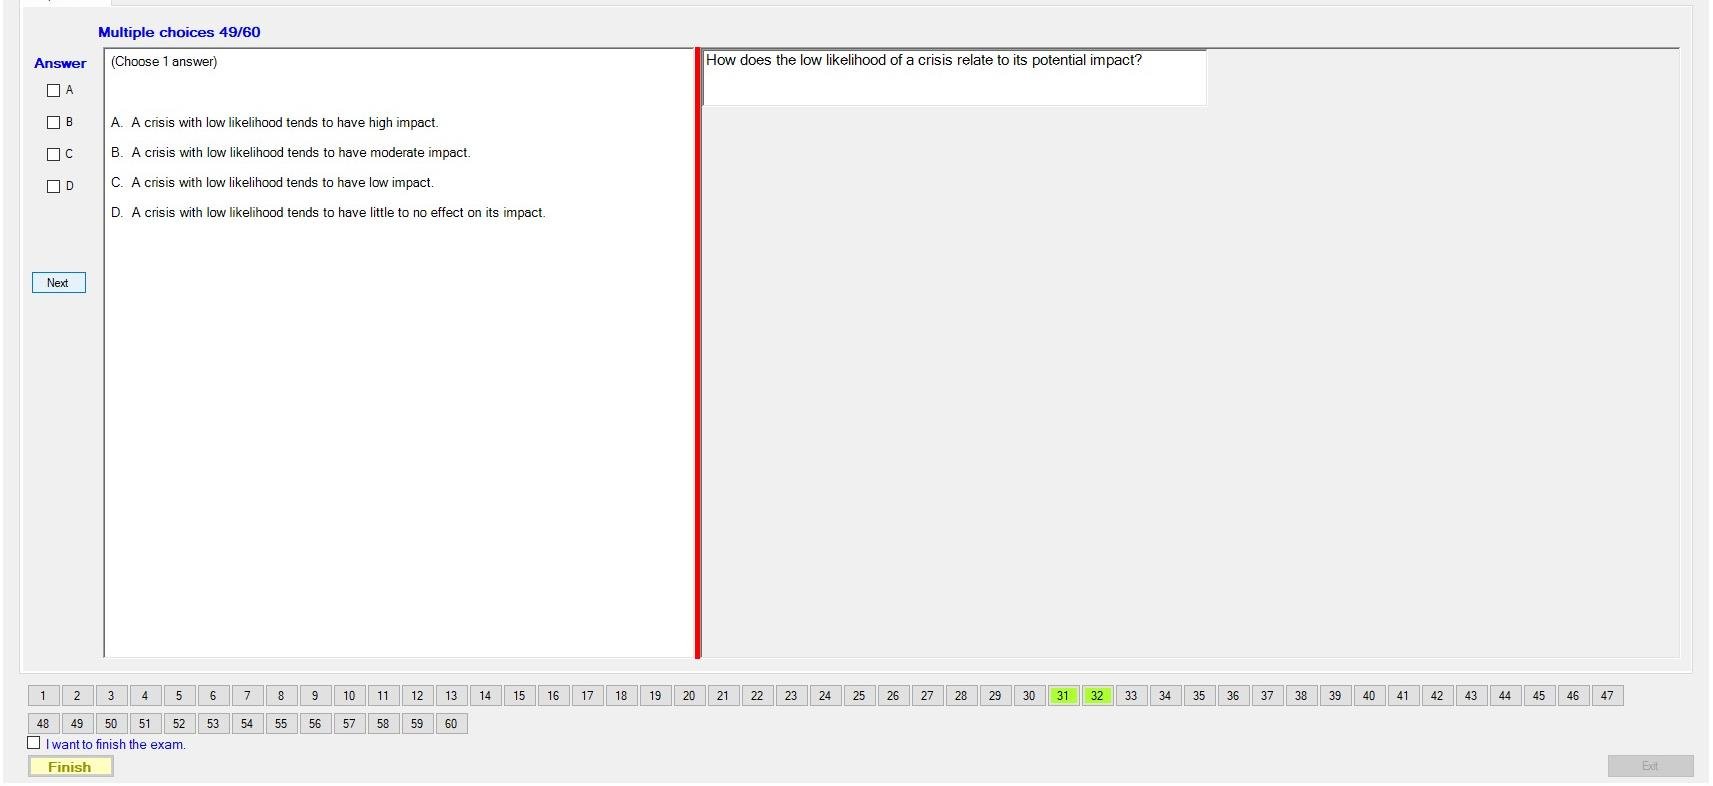 Multiple choices 49/60
Answer
A
B
C
D
Next
(Choose 1 answer)
A. A crisis with low likelihood tends to have high impact.
B. A crisis with low likelihood tends to have moderate impact.
C. A crisis with low likelihood tends to have low impact.
D. A crisis with low likelihood tends to have little to no effect on its impact.
How does the low likelihood of a crisis relate to its potential impact?
1 2 3 4 5 6 7 8 9 10 11 12 13 14 15 16 17 18 19 20 21 22 23 24 25 26 27 28 29 30 31 32 33 34 35 36 37 38 39 40 41 42 43 44 45 46 47
48 49 50 51 52 53 54 55 56 57 58 59 60
I want to finish the exam.
Finish
Exit